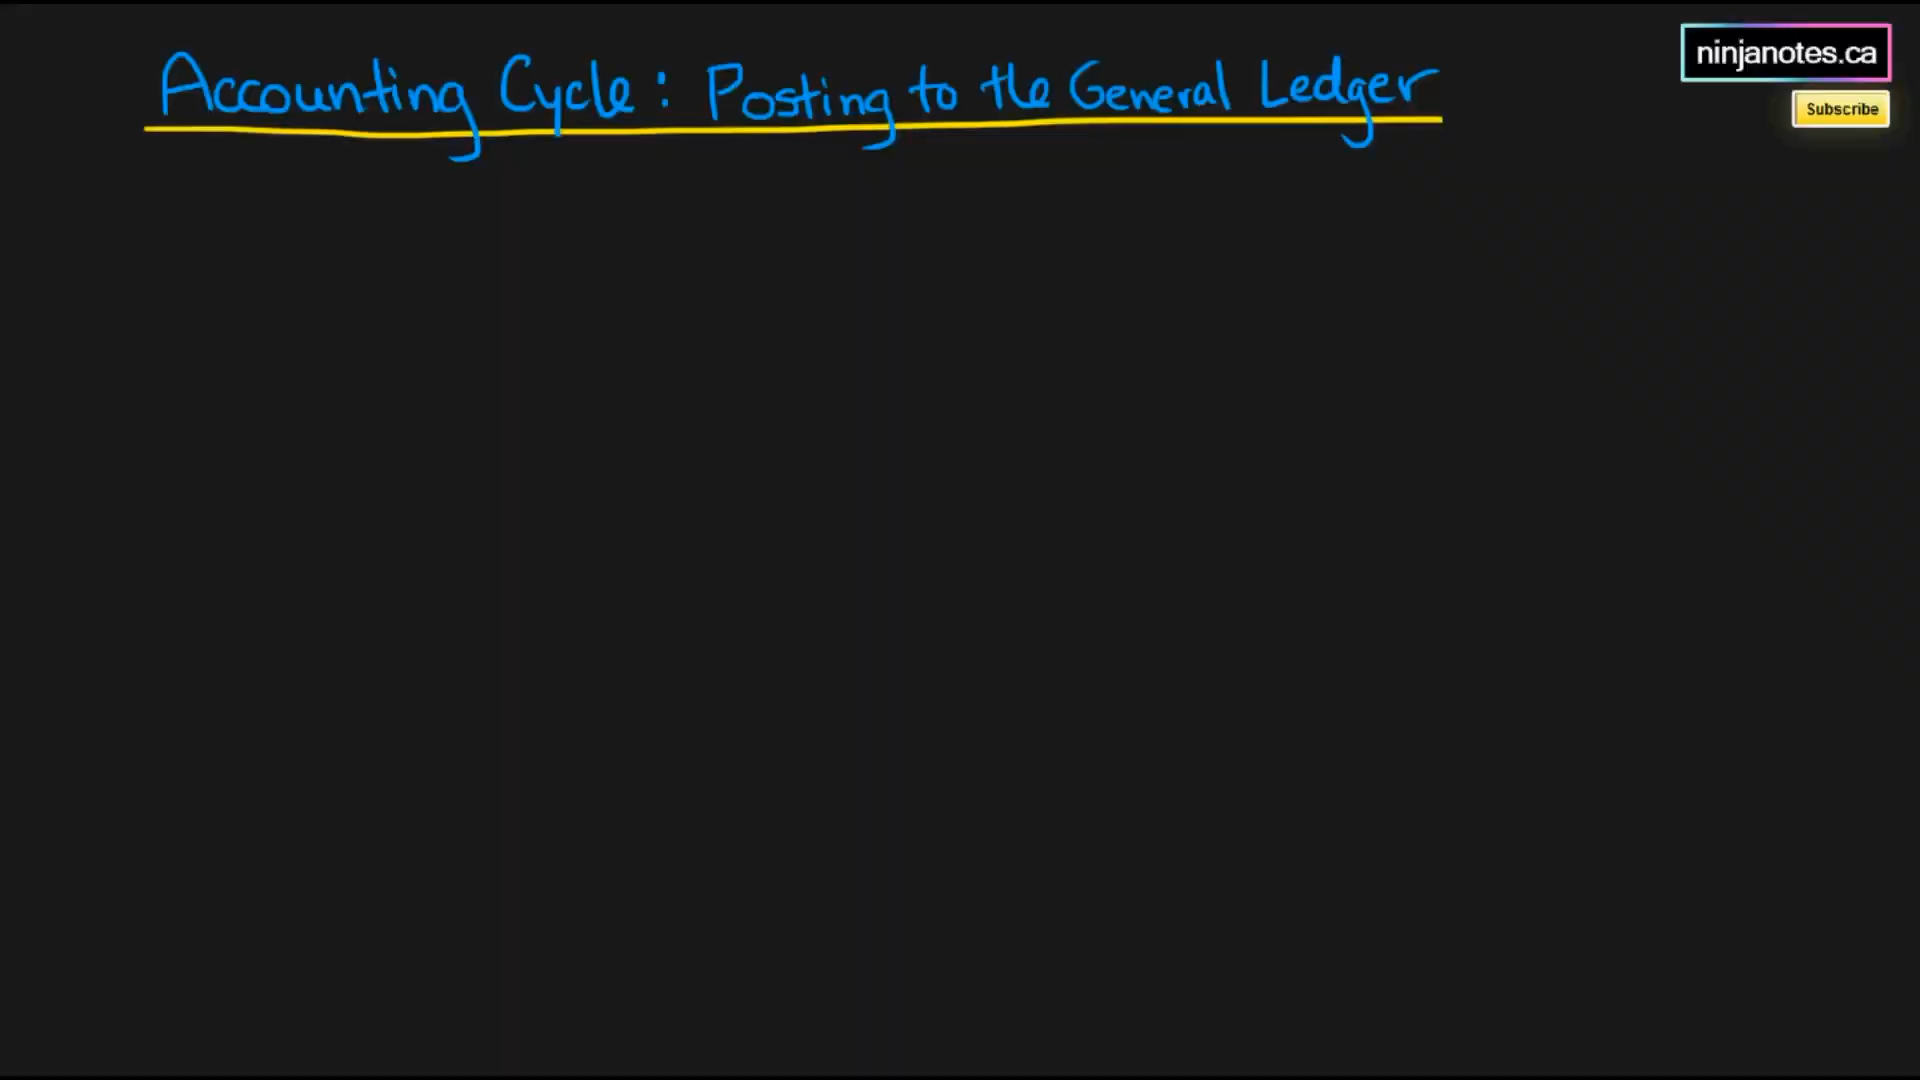 Accounting Cycle: Posting to the General Ledger
ninjanotes.ca
Subscribe